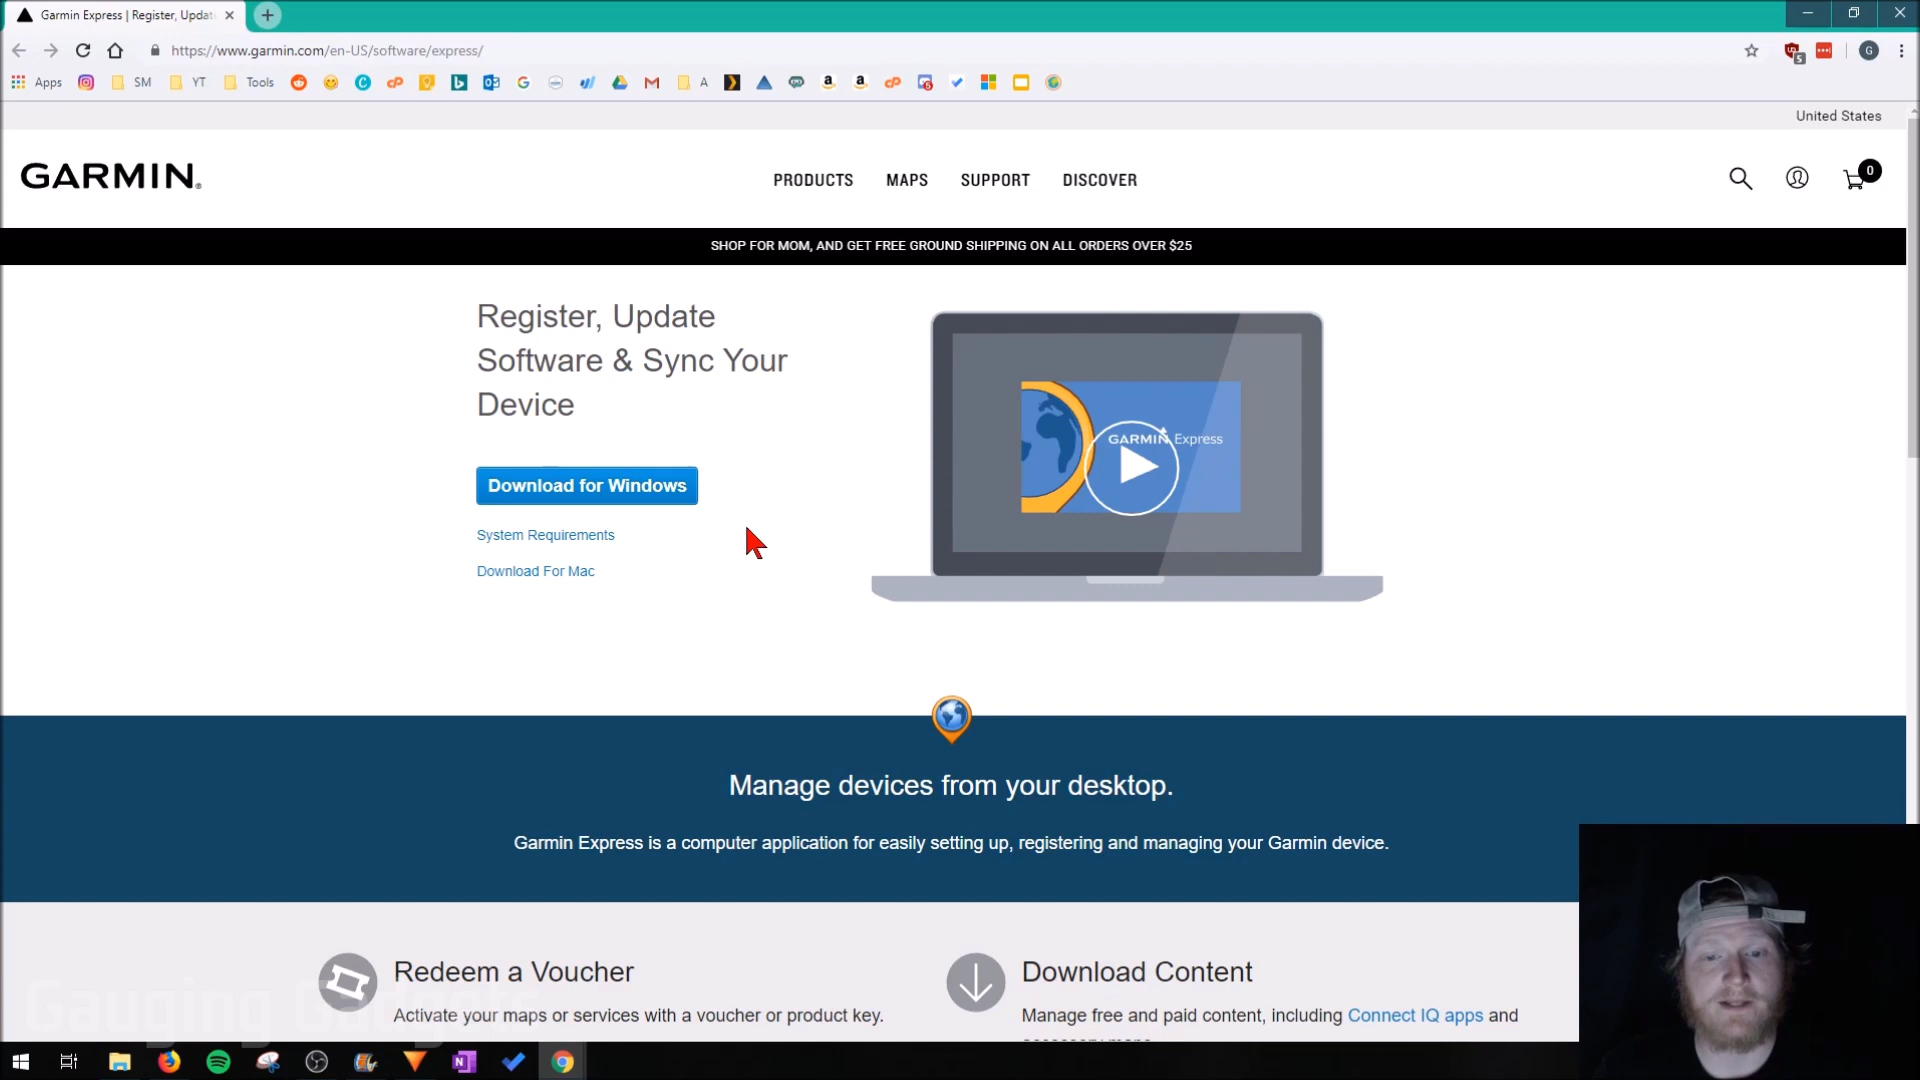 Garmin Express | Register, Updat
https://www.garmin.com/en-US/software/express/
G
5
Apps
SM
YT
Tools
A
United States
GARMIN
PRODUCTS
MAPS
SUPPORT
DISCOVER
0
SHOP FOR MOM, AND GET FREE GROUND SHIPPING ON ALL ORDERS OVER $25
Register, Update
Software & Sync Your
Device
GARMIN Express
Download for Windows
System Requirements
Download For Mac
Manage devices from your desktop.
Garmin Express is a computer application for easily setting up, registering and managing your Garmin device.
Redeem a Voucher
Activate your maps or services with a voucher or product key.
Download Content
Manage free and paid content, including Connect IQ apps and
Gauging Gadgets